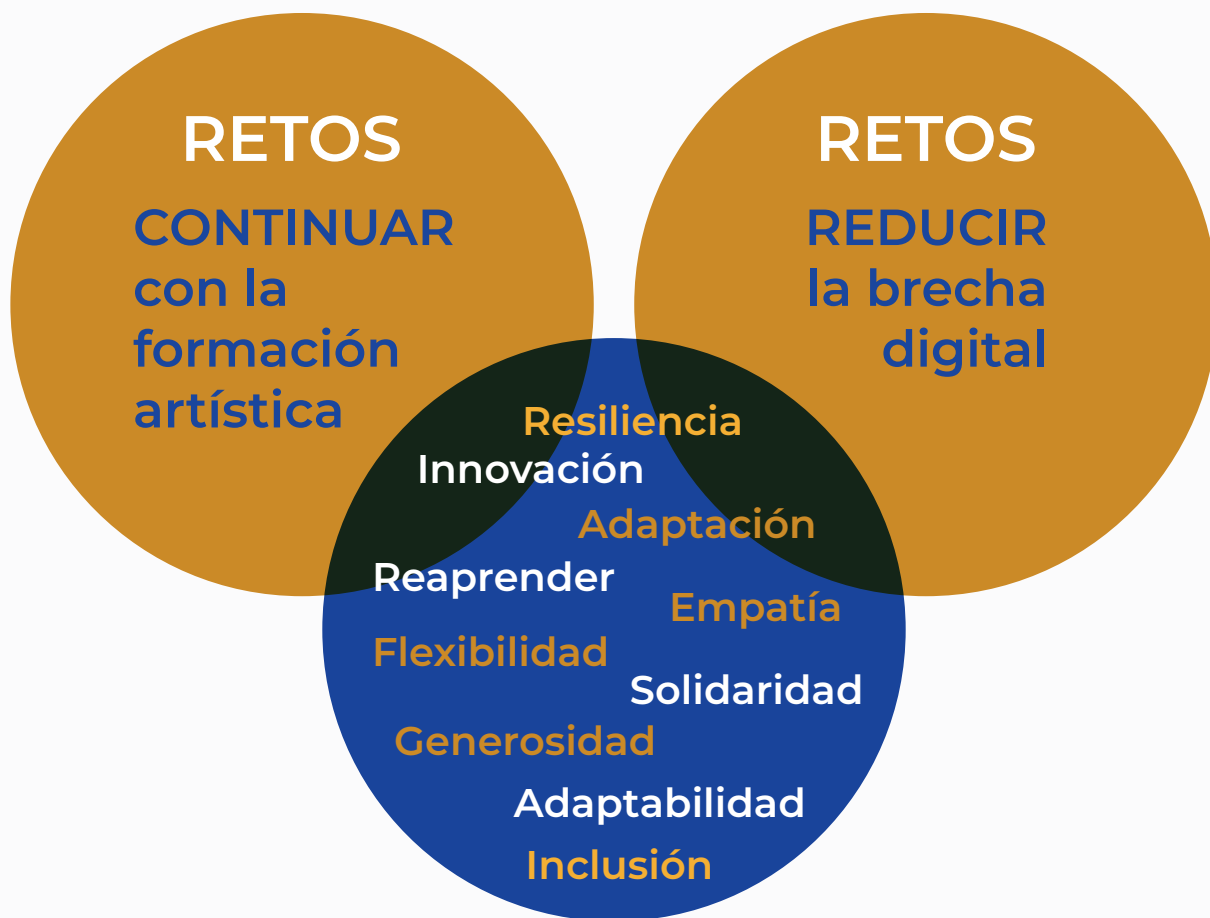 RETOS
CONTINUAR
con la
formación
artística
RETOS
REDUCIR
la brecha
digital
Resiliencia
Innovación
Adaptación
Reaprender
Empatía
Flexibilidad
Solidaridad
Generosidad
Adaptabilidad
Inclusión